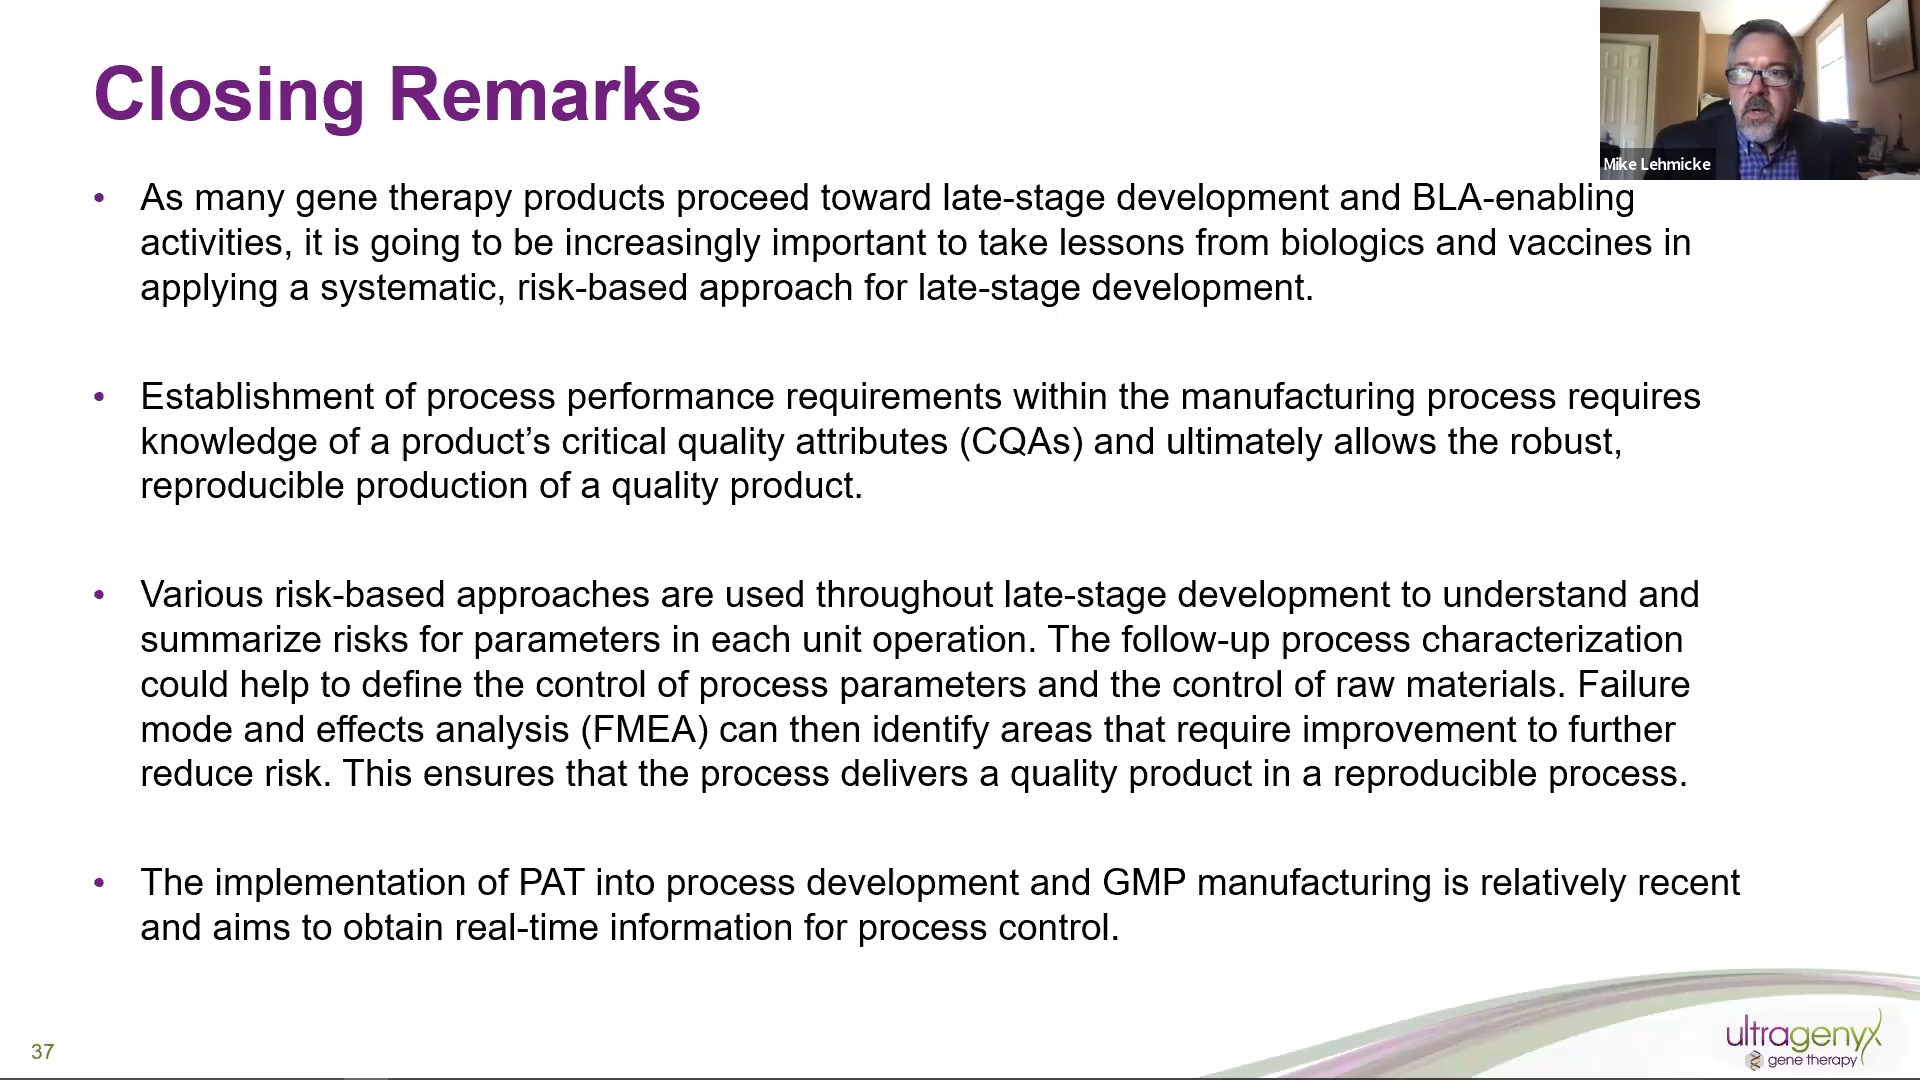 Closing Remarks
Mike Lehmicke
• As many gene therapy products proceed toward late-stage development and BLA-enabling
activities, it is going to be increasingly important to take lessons from biologics and vaccines in
applying a systematic, risk-based approach for late-stage development.
• Establishment of process performance requirements within the manufacturing process requires
knowledge of a product’s critical quality attributes (CQAs) and ultimately allows the robust,
reproducible production of a quality product.
• Various risk-based approaches are used throughout late-stage development to understand and
summarize risks for parameters in each unit operation. The follow-up process characterization
could help to define the control of process parameters and the control of raw materials. Failure
mode and effects analysis (FMEA) can then identify areas that require improvement to further
reduce risk. This ensures that the process delivers a quality product in a reproducible process.
• The implementation of PAT into process development and GMP manufacturing is relatively recent
and aims to obtain real-time information for process control.
37
ultragenyx
gene therapy